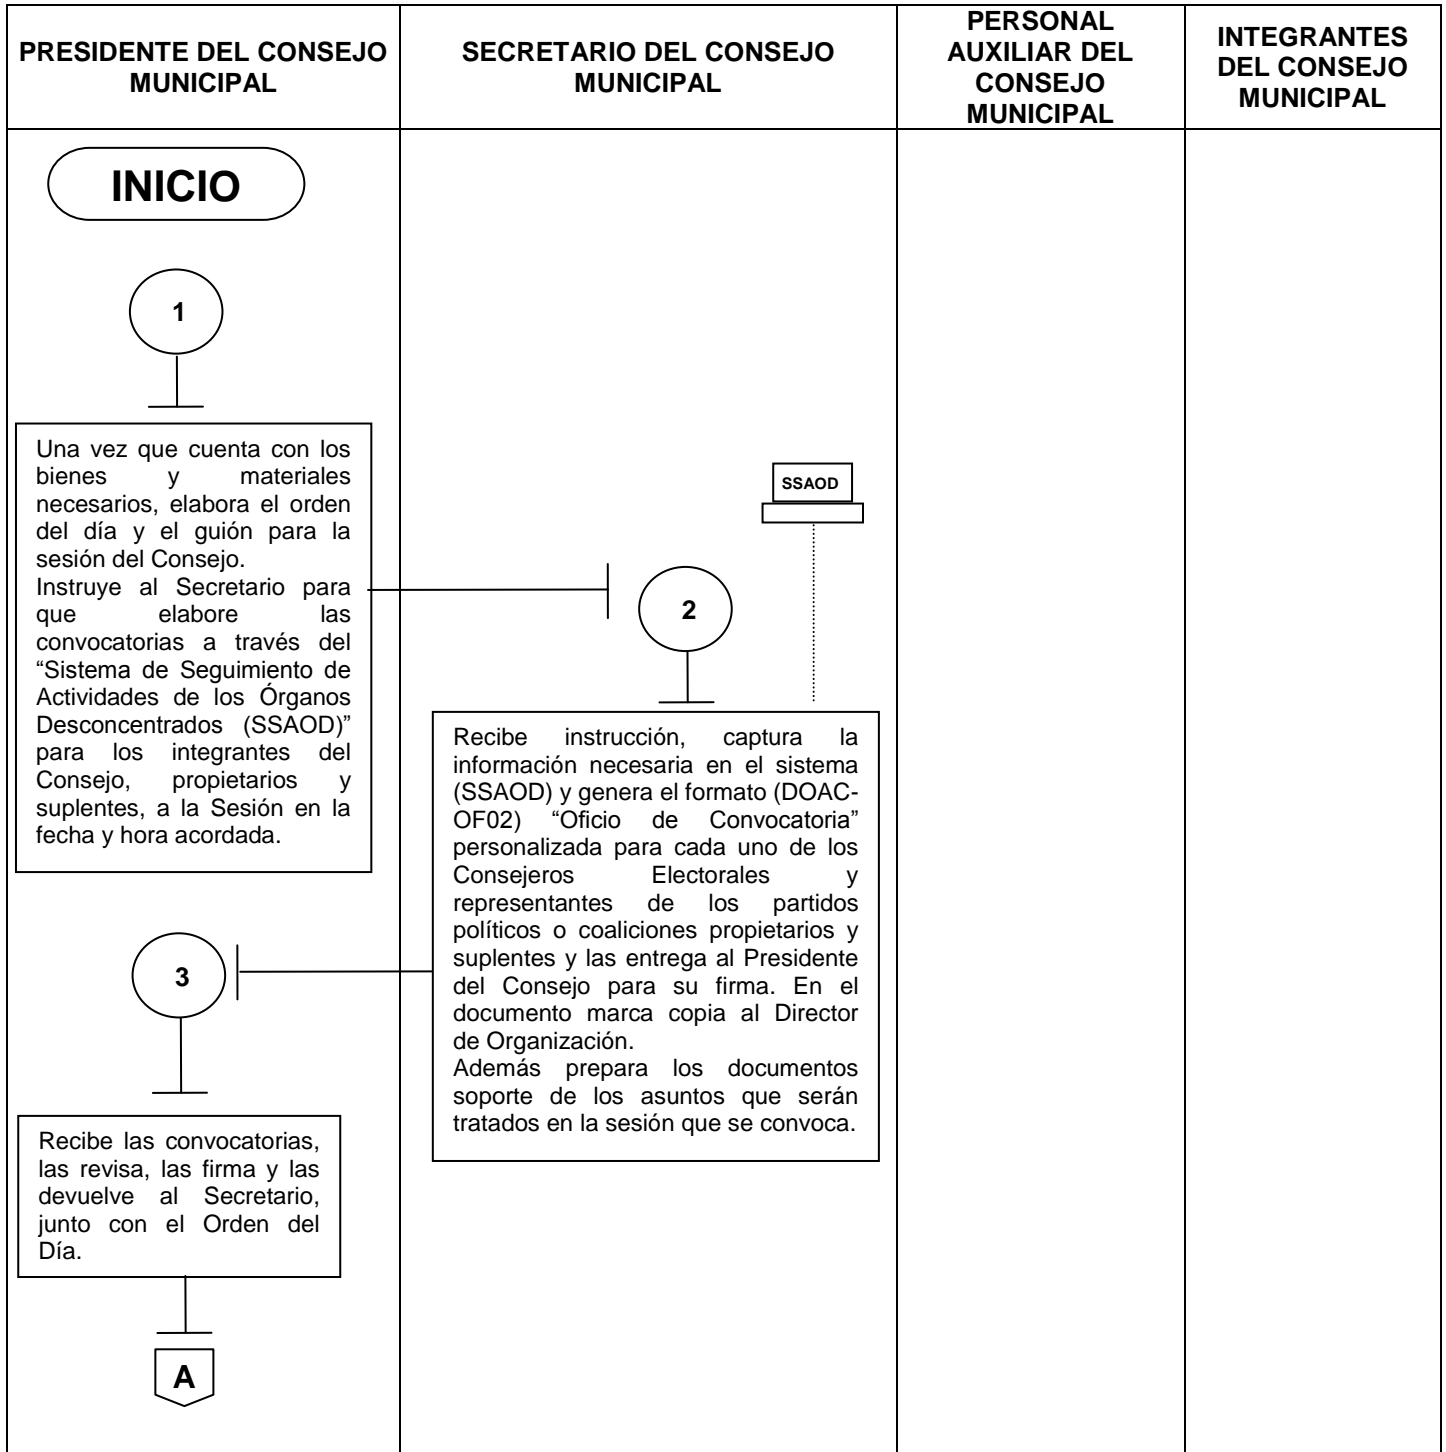 PRESIDENTE DEL CONSEJO
MUNICIPAL
SECRETARIO DEL CONSEJO
MUNICIPAL
PERSONAL
AUXILIAR DEL
CONSEJO
MUNICIPAL
INTEGRANTES
DEL CONSEJO
MUNICIPAL
INICIO
1
Una vez que cuenta con los
bienes y materiales
necesarios, elabora el orden
del día y el guión para la
sesión del Consejo.
Instruye al Secretario para
que elabore las
convocatorias a través del
“Sistema de Seguimiento de
Actividades de los Órganos
Desconcentrados (SSAOD)”
para los integrantes del
Consejo, propietarios y
suplentes, a la Sesión en la
fecha y hora acordada.
SSAOD
2
Recibe instrucción, captura la
información necesaria en el sistema
(SSAOD) y genera el formato (DOAC-
OF02) “Oficio de Convocatoria”
personalizada para cada uno de los
Consejeros Electorales y
representantes de los partidos
políticos o coaliciones propietarios y
suplentes y las entrega al Presidente
del Consejo para su firma. En el
documento marca copia al Director
de Organización.
Además prepara los documentos
soporte de los asuntos que serán
tratados en la sesión que se convoca.
3
Recibe las convocatorias,
las revisa, las firma y las
devuelve al Secretario,
junto con el Orden del
Día.
A